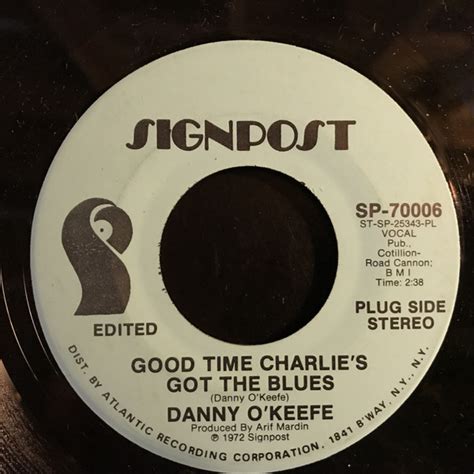 SIGNPOST
SP-70006
ST-SP-25343-PL
VOCAL
Pub.,
Cotillion-
Road Cannon;
B M I
Time: 2:38
EDITED
PLUG SIDE
STEREO
GOOD TIME CHARLIE'S
GOT THE BLUES
(Danny O'Keefe)
DANNY O'KEEFE
Produced by Arif Mardin
℗ 1972 Signpost
DIST. BY ATLANTIC RECORDING CORPORATION, 1841 B'WAY, N.Y., N.Y.